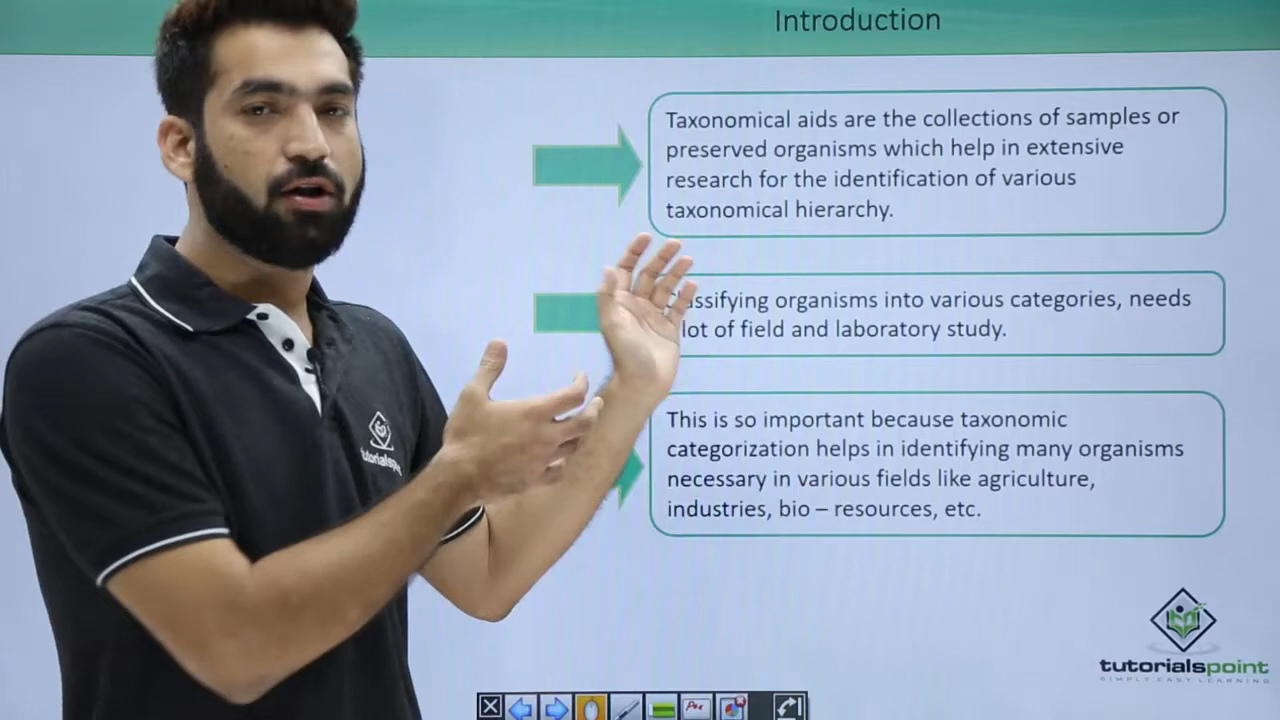 Introduction
Taxonomical aids are the collections of samples or
preserved organisms which help in extensive
research for the identification of various
taxonomical hierarchy.
Classifying organisms into various categories, needs
lot of field and laboratory study.
This is so important because taxonomic
categorization helps in identifying many organisms
necessary in various fields like agriculture,
industries, bio – resources, etc.
tutorialspoint
SIMPLY EASY LEARNING
Pen